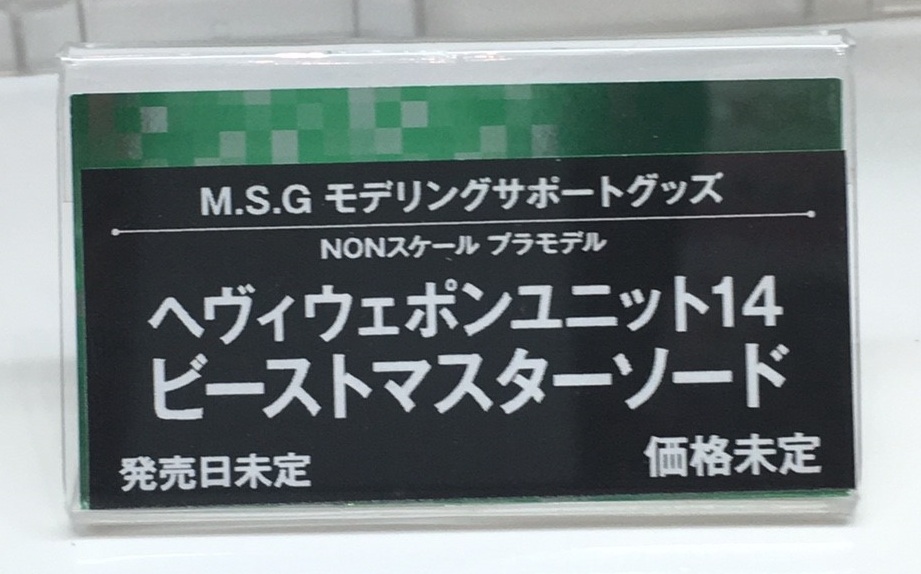 M.S.G モデリングサポートグッズ
NONスケール プラモデル
ヘヴィウェポンユニット14
ビーストマスターソード
発売日未定
価格未定